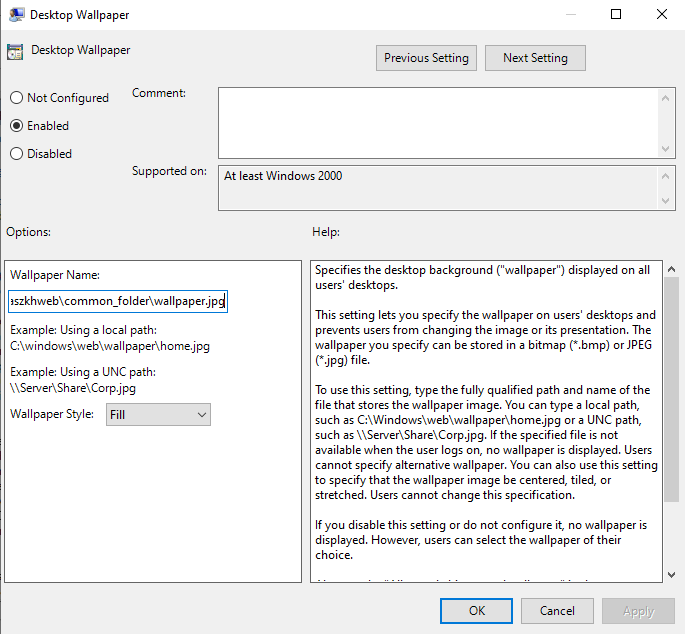 Desktop Wallpaper
Desktop Wallpaper
Previous Setting
Next Setting
Not Configured
Enabled
Disabled
Comment:
Supported on:
At least Windows 2000
Options:
Help:
Wallpaper Name:
aszkhweb\common_folder\wallpaper.jpg
Example: Using a local path:
C:\windows\web\wallpaper\home.jpg
Example: Using a UNC path:
\\Server\Share\Corp.jpg
Wallpaper Style:
Fill
Specifies the desktop background ("wallpaper") displayed on all
users' desktops.
This setting lets you specify the wallpaper on users' desktops and
prevents users from changing the image or its presentation. The
wallpaper you specify can be stored in a bitmap (*.bmp) or JPEG
(*.jpg) file.
To use this setting, type the fully qualified path and name of the
file that stores the wallpaper image. You can type a local path,
such as C:\Windows\web\wallpaper\home.jpg or a UNC path,
such as \\Server\Share\Corp.jpg. If the specified file is not
available when the user logs on, no wallpaper is displayed. Users
cannot specify alternative wallpaper. You can also use this setting
to specify that the wallpaper image be centered, tiled, or
stretched. Users cannot change this specification.
If you disable this setting or do not configure it, no wallpaper is
displayed. However, users can select the wallpaper of their
choice.
OK
Cancel
Apply